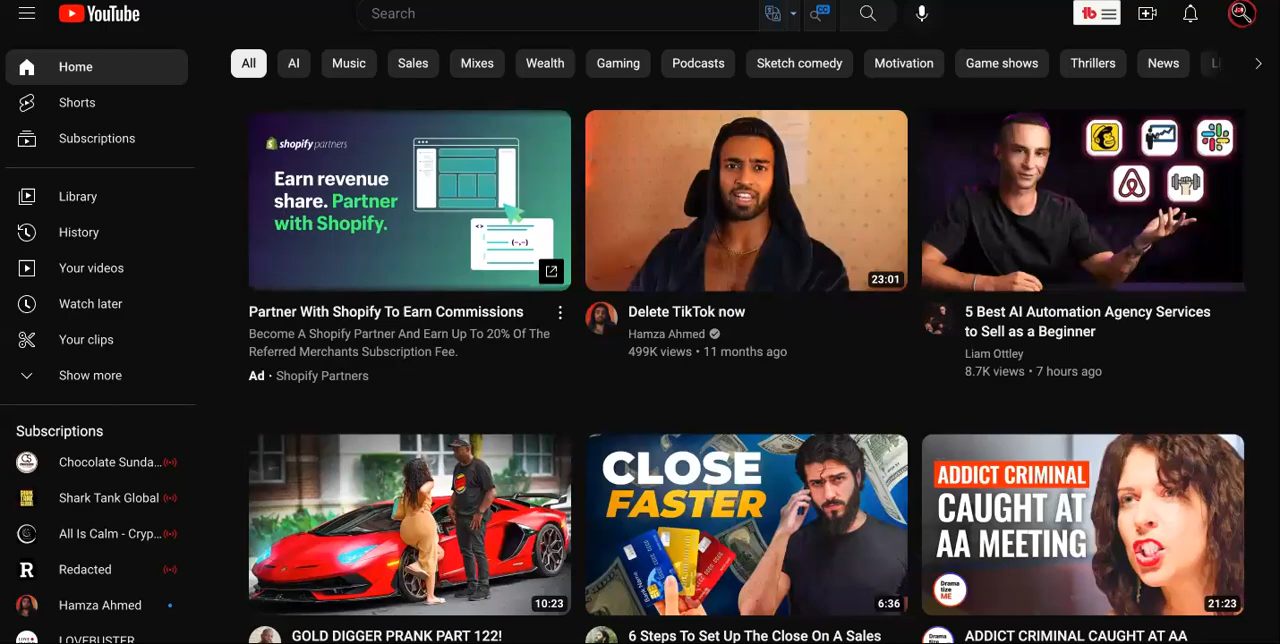 YouTube
Search
CC
tb
Home
Shorts
Subscriptions
Library
History
Your videos
Watch later
Your clips
Show more
Subscriptions
Chocolate Sunda...
Shark Tank Global
All Is Calm - Cryp...
Redacted
Hamza Ahmed
LOVEBUSTER
All
AI
Music
Sales
Mixes
Wealth
Gaming
Podcasts
Sketch comedy
Motivation
Game shows
Thrillers
News
shopify partners
Earn revenue
share. Partner
with Shopify.
Partner With Shopify To Earn Commissions
Become A Shopify Partner And Earn Up To 20% Of The
Referred Merchants Subscription Fee.
Ad · Shopify Partners
23:01
Delete TikTok now
Hamza Ahmed
499K views • 11 months ago
5 Best AI Automation Agency Services
to Sell as a Beginner
Liam Ottley
8.7K views • 7 hours ago
10:23
GOLD DIGGER PRANK PART 122!
CLOSE
FASTER
6:36
6 Steps To Set Up The Close On A Sales
ADDICT CRIMINAL
CAUGHT AT
AA MEETING
Drama
tize
ME
21:23
ADDICT CRIMINAL CAUGHT AT AA